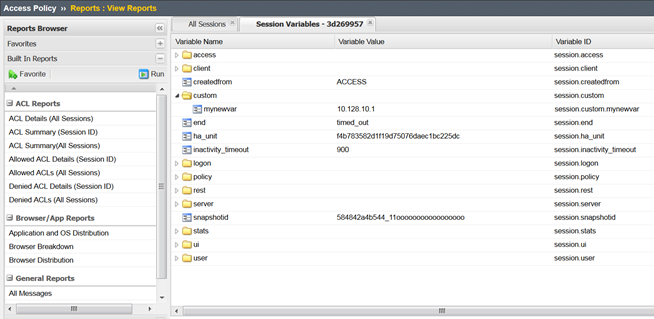 Access Policy ›› Reports : View Reports
Reports Browser
Favorites
Built In Reports
Favorite Run
ACL Reports
ACL Details (All Sessions)
ACL Summary (Session ID)
ACL Summary(All Sessions)
Allowed ACL Details (Session ID)
Allowed ACLs (All Sessions)
Denied ACL Details (Session ID)
Denied ACLs (All Sessions)
Browser/App Reports
Application and OS Distribution
Browser Breakdown
Browser Distribution
General Reports
All Messages
All Sessions Session Variables - 3d269957
Variable Name Variable Value Variable ID
access session.access
client session.client
createdfrom ACCESS session.createdfrom
custom session.custom
mynewvar 10.128.10.1 session.custom.mynewvar
end timed_out session.end
ha_unit f4b783582d1f19d75076daec1bc225dc session.ha_unit
inactivity_timeout 900 session.inactivity_timeout
logon session.logon
policy session.policy
rest session.rest
server session.server
snapshotid 584842a4b544_11ooooooooooooooooo session.snapshotid
stats session.stats
ui session.ui
user session.user